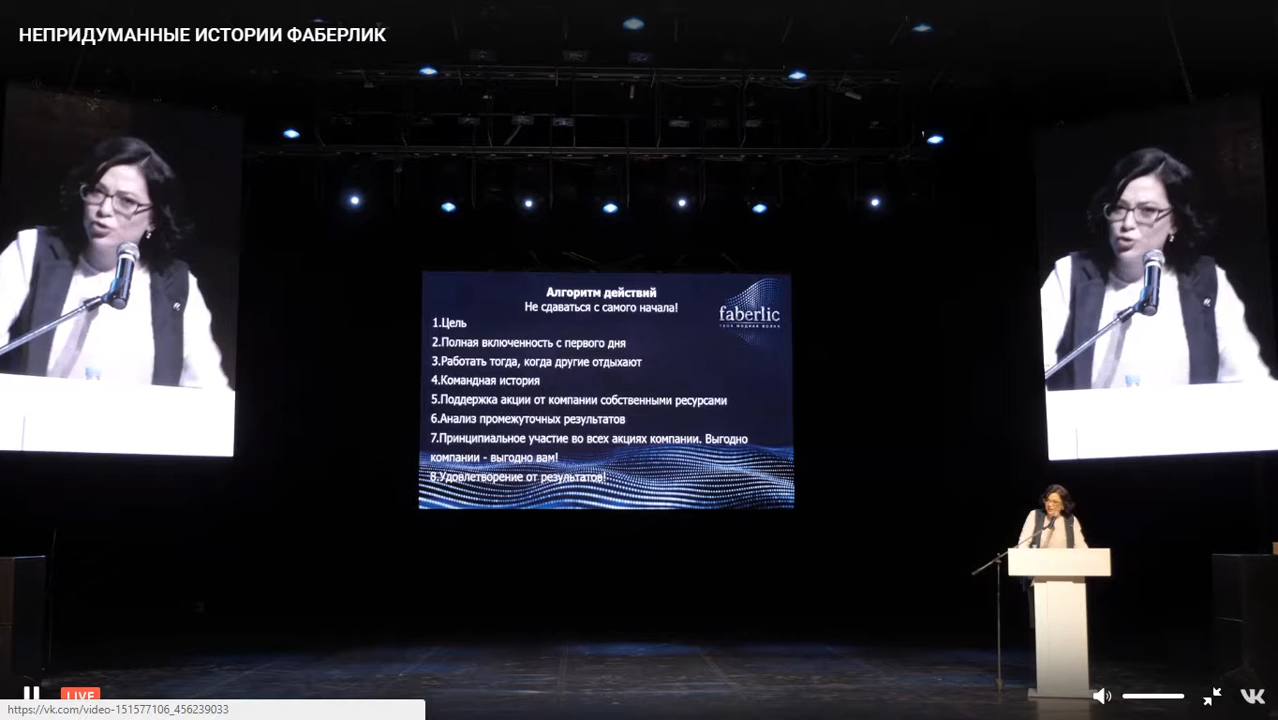 НЕПРИДУМАННЫЕ ИСТОРИИ ФАБЕРЛИК
Алгоритм действий
Не сдаваться с самого начала!
faberlic
ТВОЯ МОДНАЯ ВОЛНА
1.Цель
2.Полная включенность с первого дня
3.Работать тогда, когда другие отдыхают
4.Командная история
5.Поддержка акции от компании собственными ресурсами
6.Анализ промежуточных результатов
7.Принципиальное участие во всех акциях компании. Выгодно
компании - выгодно вам!
8.Удовлетворение от результатов!
LIVE
https://vk.com/video-151577106_456239033